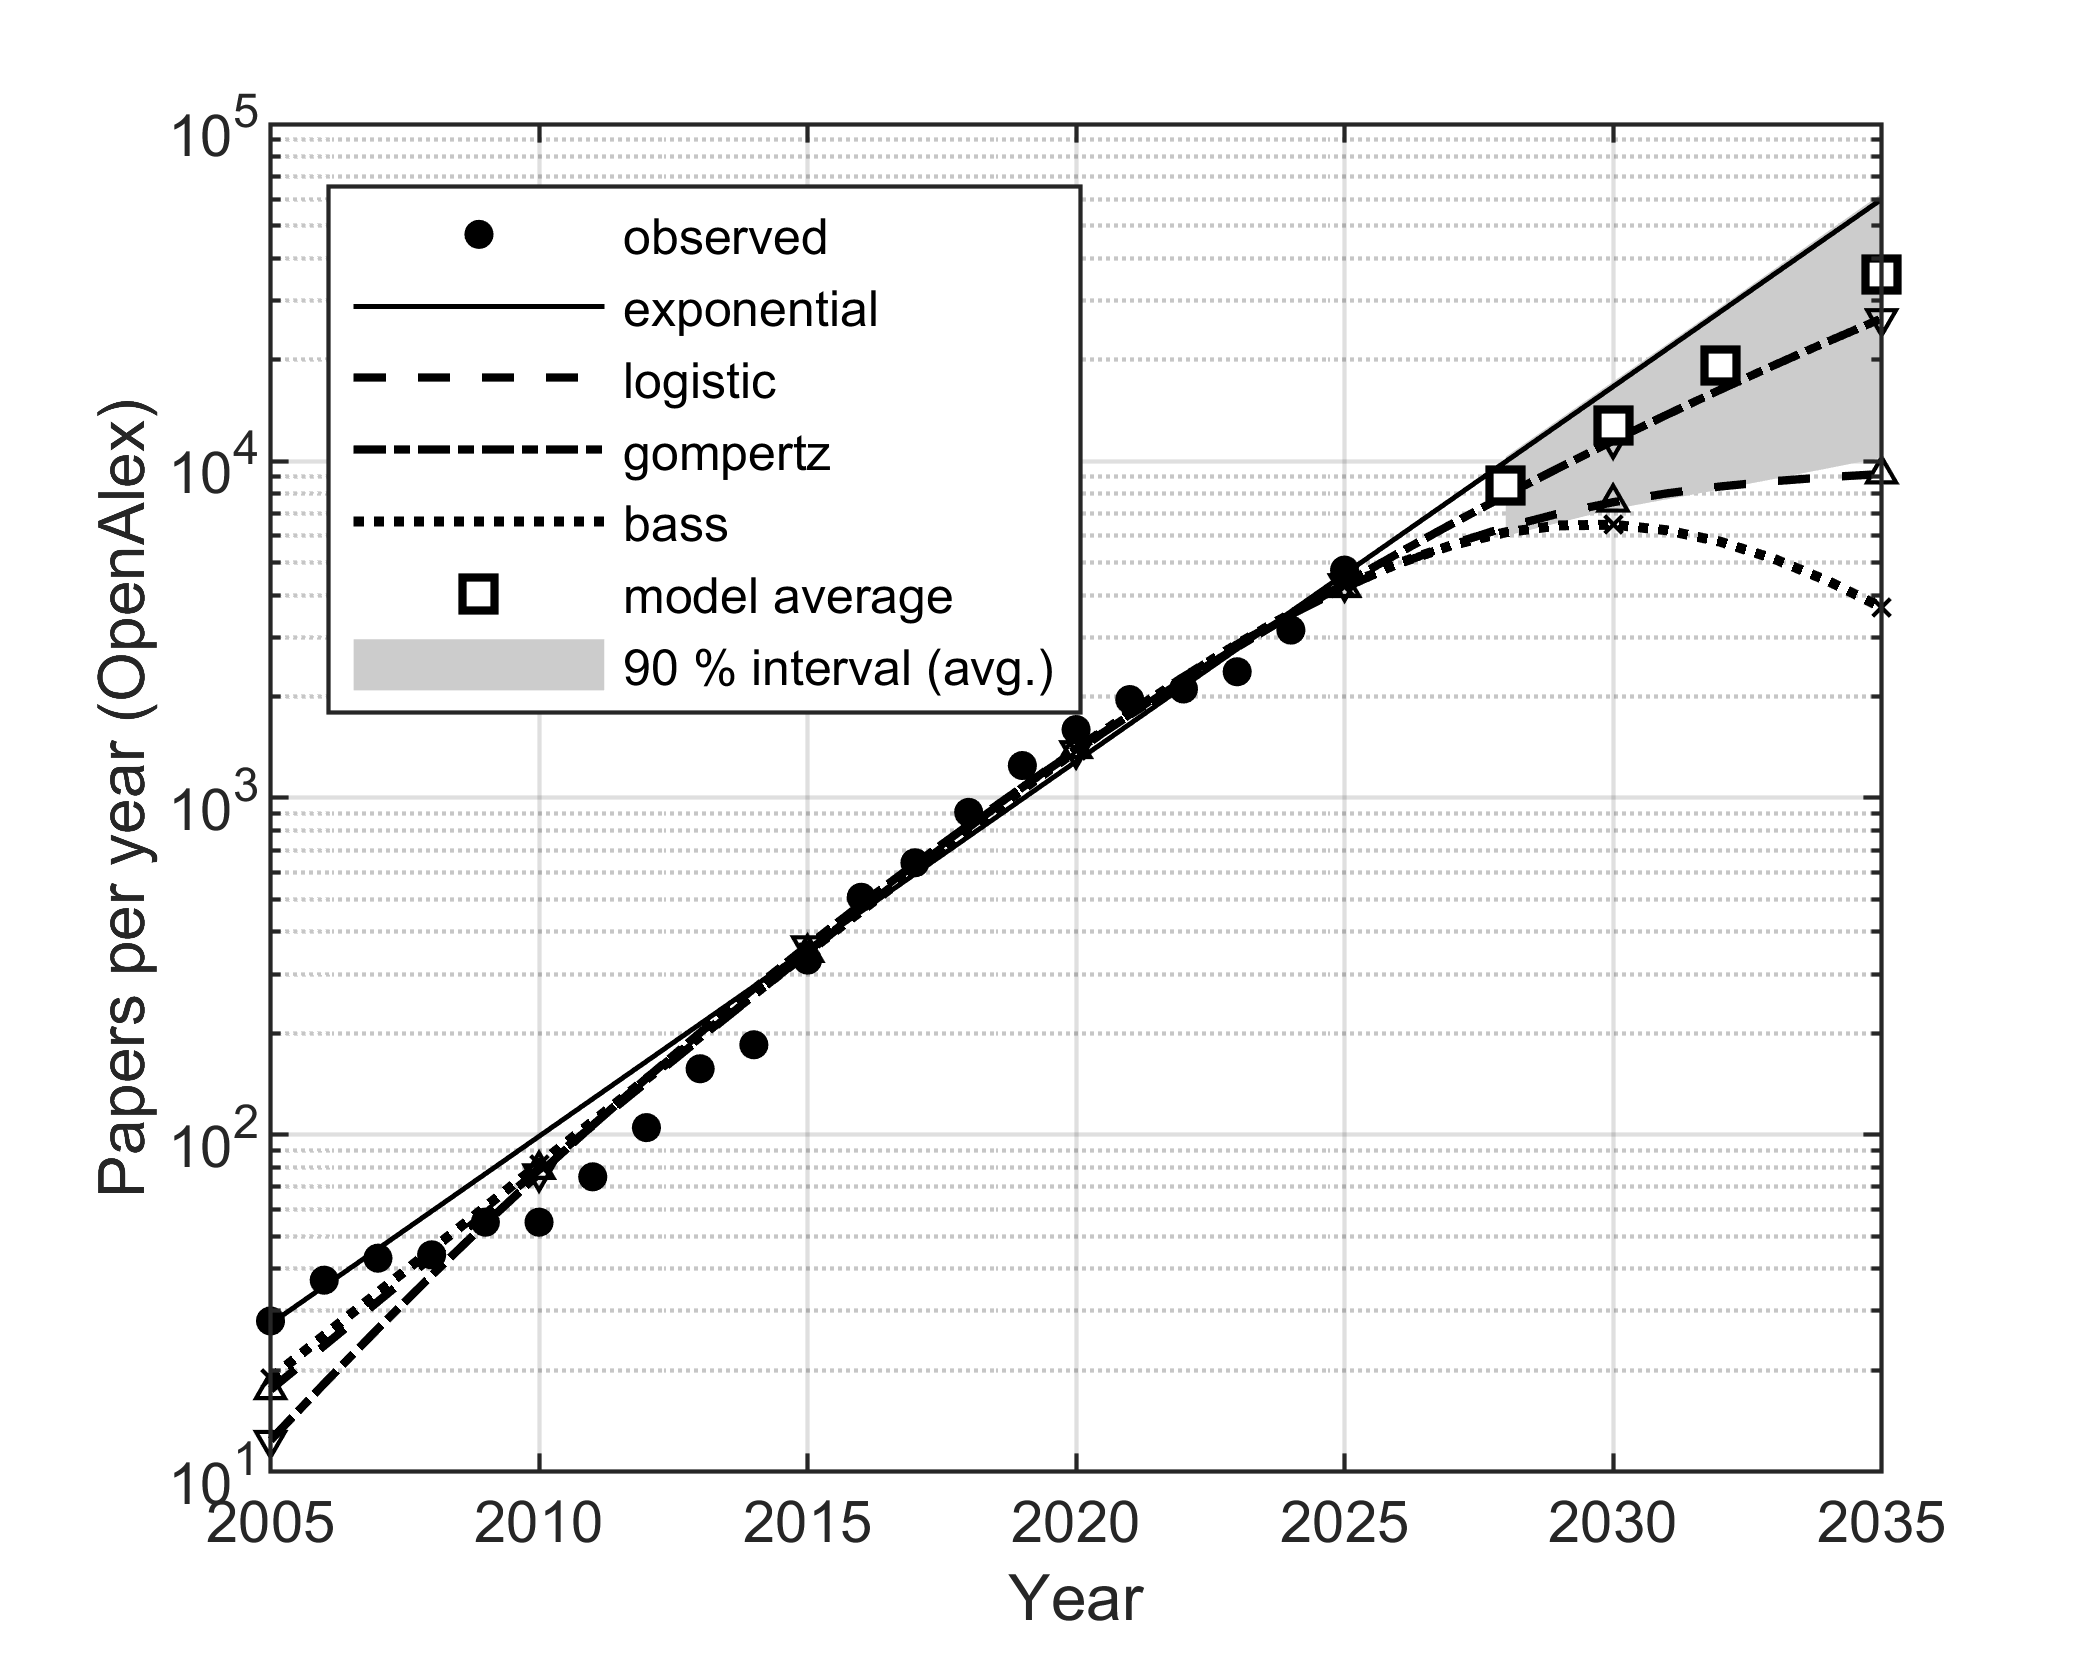 10^5
10^4
10^3
10^2
10^1
Papers per year (OpenAlex)
observed
exponential
logistic
gompertz
bass
model average
90 % interval (avg.)
2005 2010 2015 2020 2025 2030 2035
Year